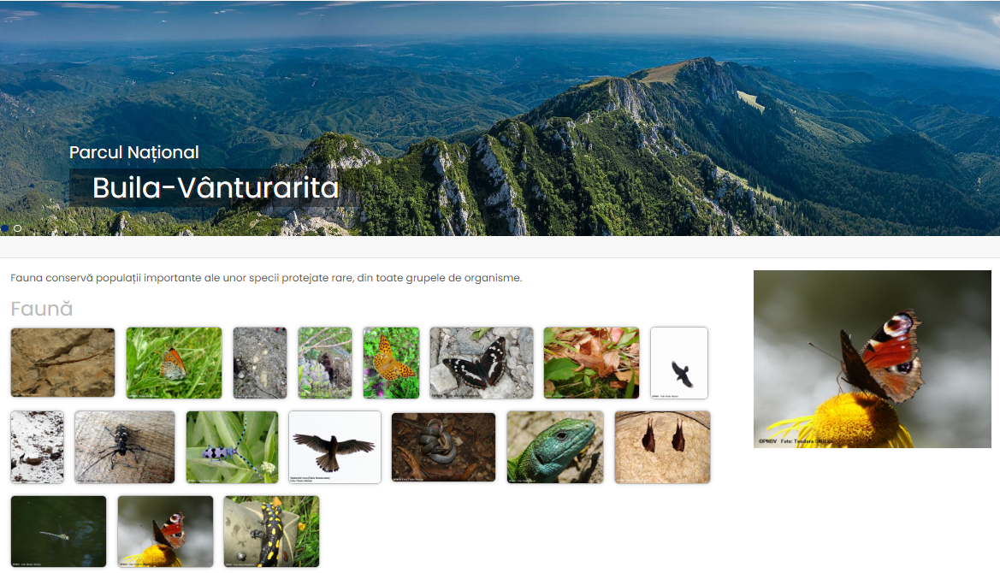 Parcul Național
Buila-Vânturarita
Fauna conservă populații importante ale unor specii protejate rare, din toate grupele de organisme.
Faună
©PNBV Foto: Teodora